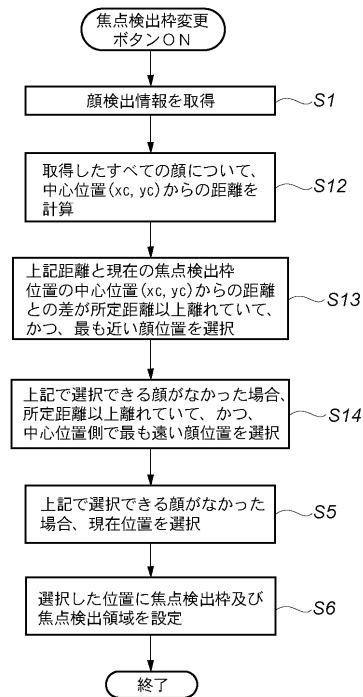 焦点検出枠変更
ボタンON
顔検出情報を取得
S1
取得したすべての顔について、
中心位置(xc, yc)からの距離を
計算
S12
上記距離と現在の焦点検出枠
位置の中心位置(xc, yc)からの距離
との差が所定距離以上離れていて、
かつ、最も近い顔位置を選択
S13
上記で選択できる顔がなかった場合、
所定距離以上離れていて、かつ、
中心位置側で最も遠い顔位置を選択
S14
上記で選択できる顔がなかった
場合、現在位置を選択
S5
選択した位置に焦点検出枠及び
焦点検出領域を設定
S6
終了